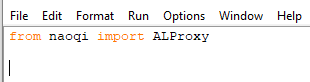 File Edit Format Run Options Window Help
from naoqi import ALProxy